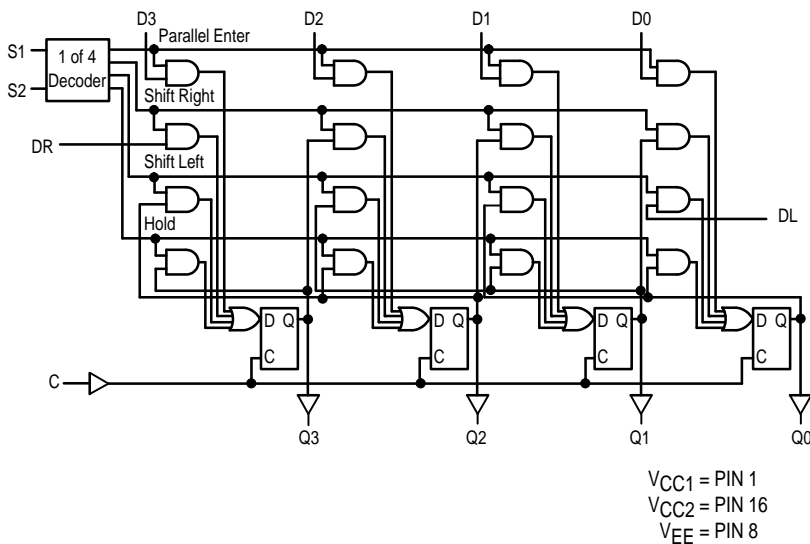 D3 D2 D1 D0
Parallel Enter
S1
1 of 4
Decoder
S2
Shift Right
DR
Shift Left
DL
Hold
D Q D Q D Q D Q
C C C C
C
Q3 Q2 Q1 Q0
VCC1 = PIN 1
VCC2 = PIN 16
VEE = PIN 8